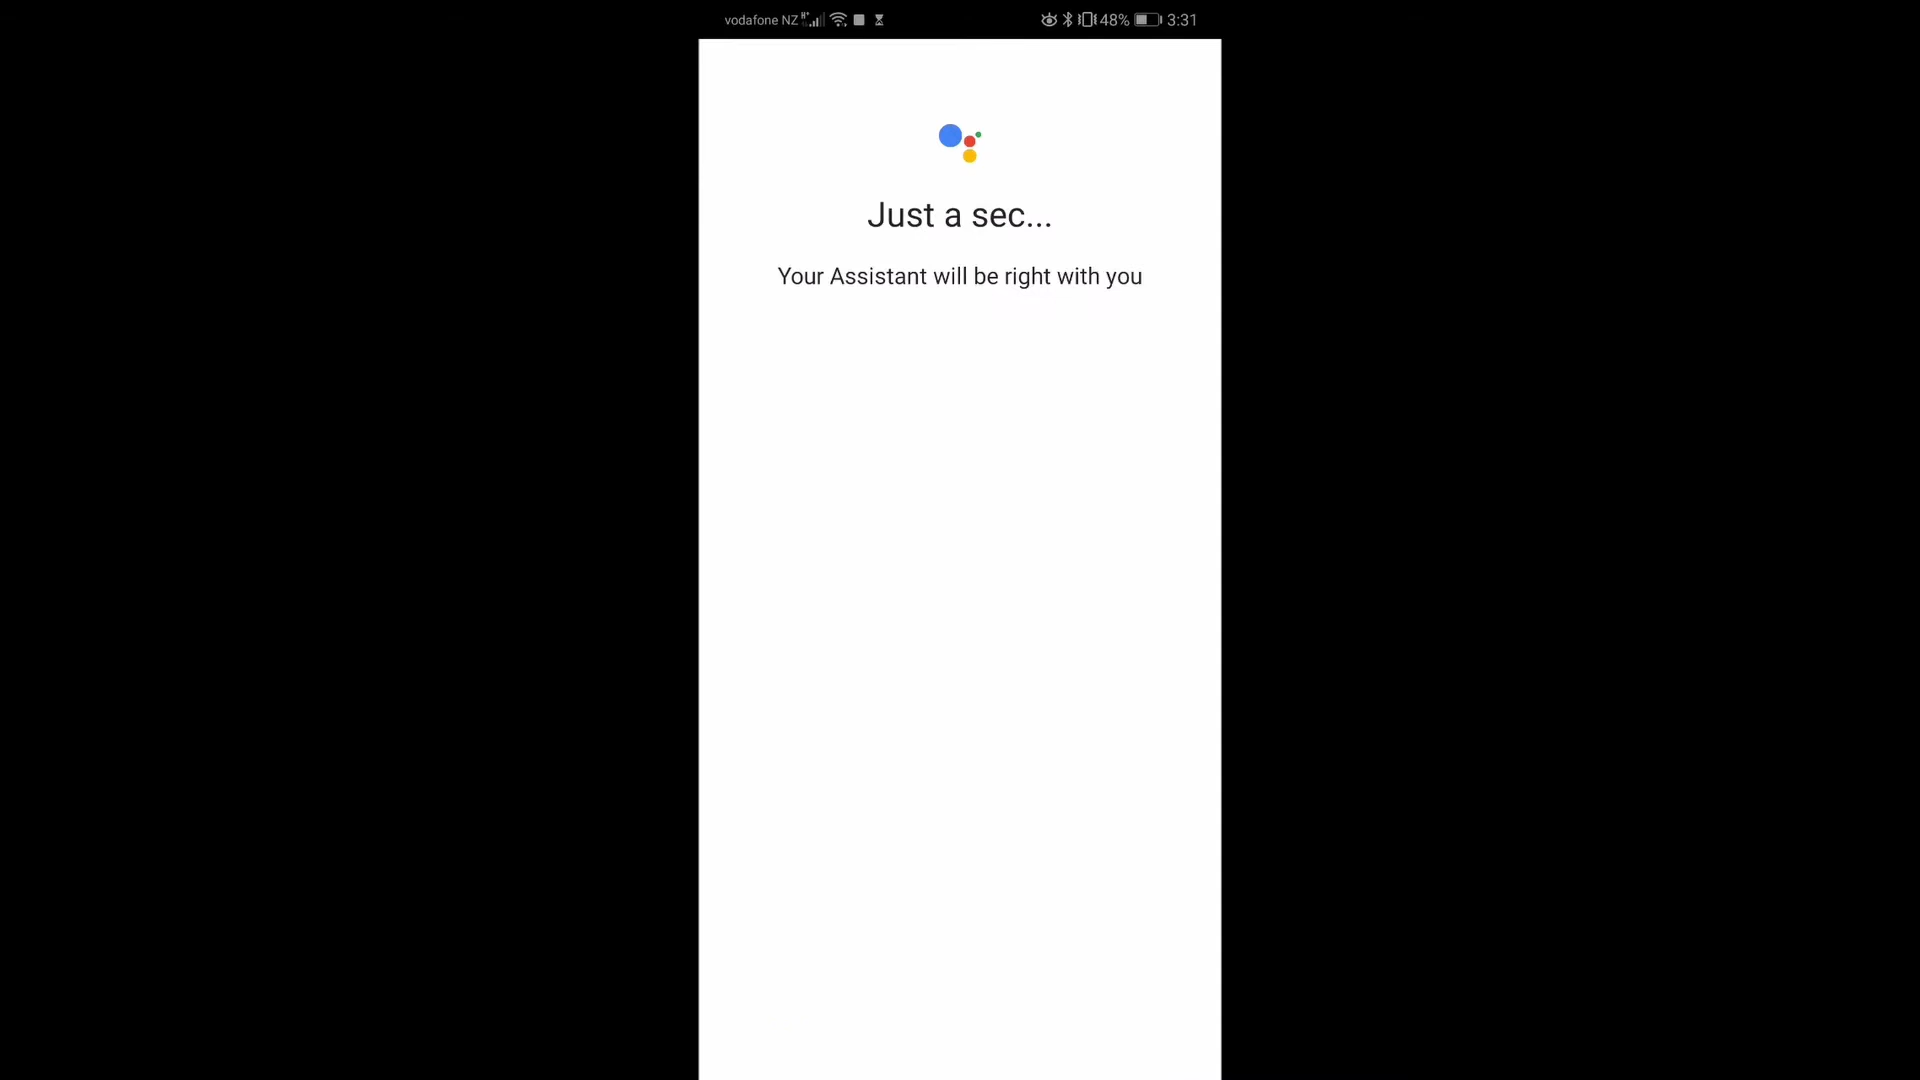 vodafone NZ 48% 3:31
Just a sec...
Your Assistant will be right with you